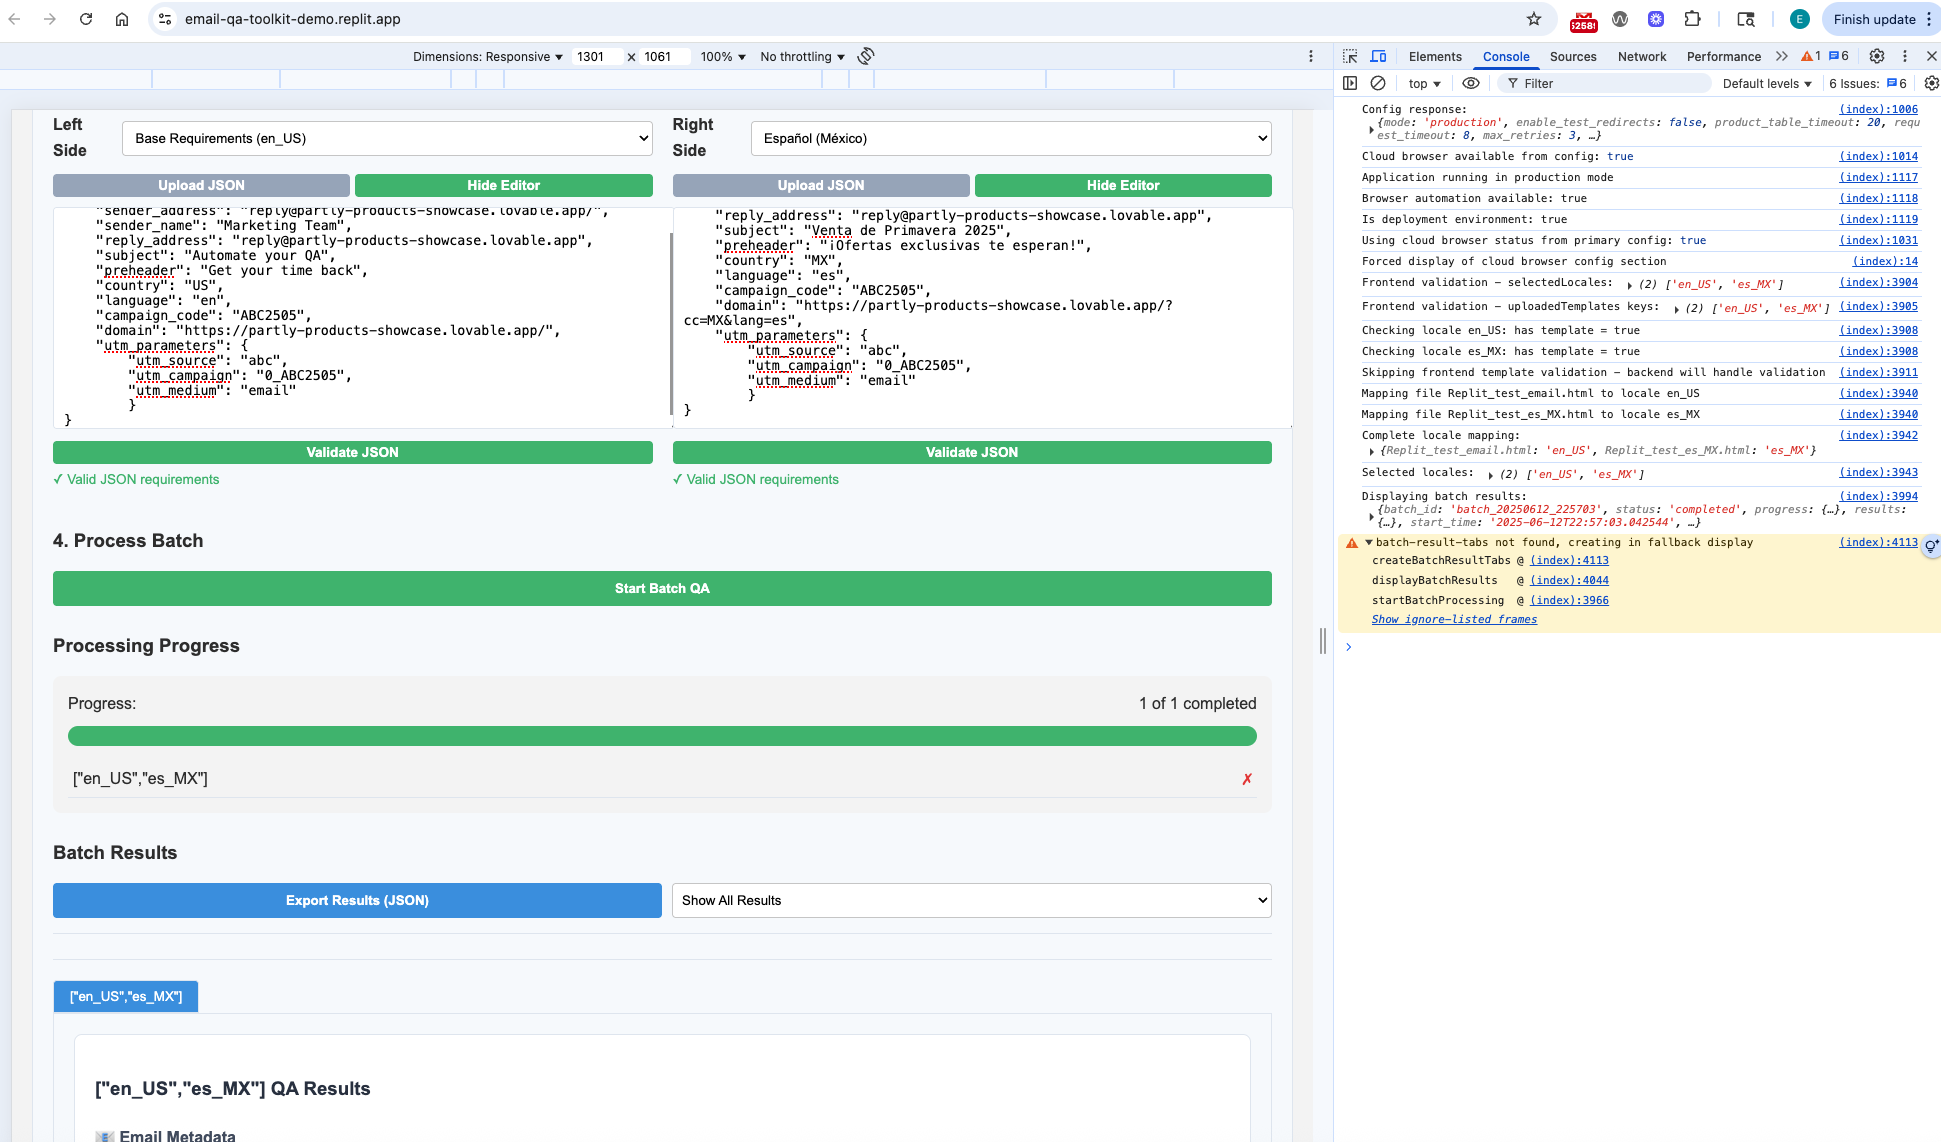 email-qa-toolkit-demo.replit.app
E
Finish update
Dimensions: Responsive
1301
x
1061
100%
No throttling
Left
Side
Base Requirements (en_US)
Upload JSON
Hide Editor
"sender_address": "reply@partly-products-showcase.lovable.app/",
"sender_name": "Marketing Team",
"reply_address": "reply@partly-products-showcase.lovable.app",
"subject": "Automate your QA",
"preheader": "Get your time back",
"country": "US",
"language": "en",
"campaign_code": "ABC2505",
"domain": "https://partly-products-showcase.lovable.app/",
"utm_parameters": {
"utm_source": "abc",
"utm_campaign": "0_ABC2505",
"utm_medium": "email"
}
}
Validate JSON
✓ Valid JSON requirements
Right
Side
Español (México)
Upload JSON
Hide Editor
"reply_address": "reply@partly-products-showcase.lovable.app",
"subject": "Venta de Primavera 2025",
"preheader": "¡Ofertas exclusivas te esperan!",
"country": "MX",
"language": "es",
"campaign_code": "ABC2505",
"domain": "https://partly-products-showcase.lovable.app/?
cc=MX&lang=es",
"utm_parameters": {
"utm_source": "abc",
"utm_campaign": "0_ABC2505",
"utm_medium": "email"
}
}
Validate JSON
✓ Valid JSON requirements
4. Process Batch
Start Batch QA
Processing Progress
Progress:
1 of 1 completed
["en_US","es_MX"]
✗
Batch Results
Export Results (JSON)
Show All Results
["en_US","es_MX"]
["en_US","es_MX"] QA Results
Email Metadata
Elements
Console
Sources
Network
Performance
1
6
top
Filter
Default levels
6 Issues:
6
Config response: (index):1006
{mode: 'production', enable_test_redirects: false, product_table_timeout: 20, requ
est_timeout: 8, max_retries: 3, …}
Cloud browser available from config: true (index):1014
Application running in production mode (index):1117
Browser automation available: true (index):1118
Is deployment environment: true (index):1119
Using cloud browser status from primary config: true (index):1031
Forced display of cloud browser config section (index):14
Frontend validation - selectedLocales: (2) ['en_US', 'es_MX'] (index):3904
Frontend validation - uploadedTemplates keys: (2) ['en_US', 'es_MX'] (index):3905
Checking locale en_US: has template = true (index):3908
Checking locale es_MX: has template = true (index):3908
Skipping frontend template validation - backend will handle validation (index):3911
Mapping file Replit_test_email.html to locale en_US (index):3940
Mapping file Replit_test_es_MX.html to locale es_MX (index):3940
Complete locale mapping: (index):3942
{Replit_test_email.html: 'en_US', Replit_test_es_MX.html: 'es_MX'}
Selected locales: (2) ['en_US', 'es_MX'] (index):3943
Displaying batch results: (index):3994
{batch_id: 'batch_20250612_225703', status: 'completed', progress: {…}, results:
{…}, start_time: '2025-06-12T22:57:03.042544', …}
batch-result-tabs not found, creating in fallback display (index):4113
createBatchResultTabs @ (index):4113
displayBatchResults @ (index):4044
startBatchProcessing @ (index):3966
Show ignore-listed frames